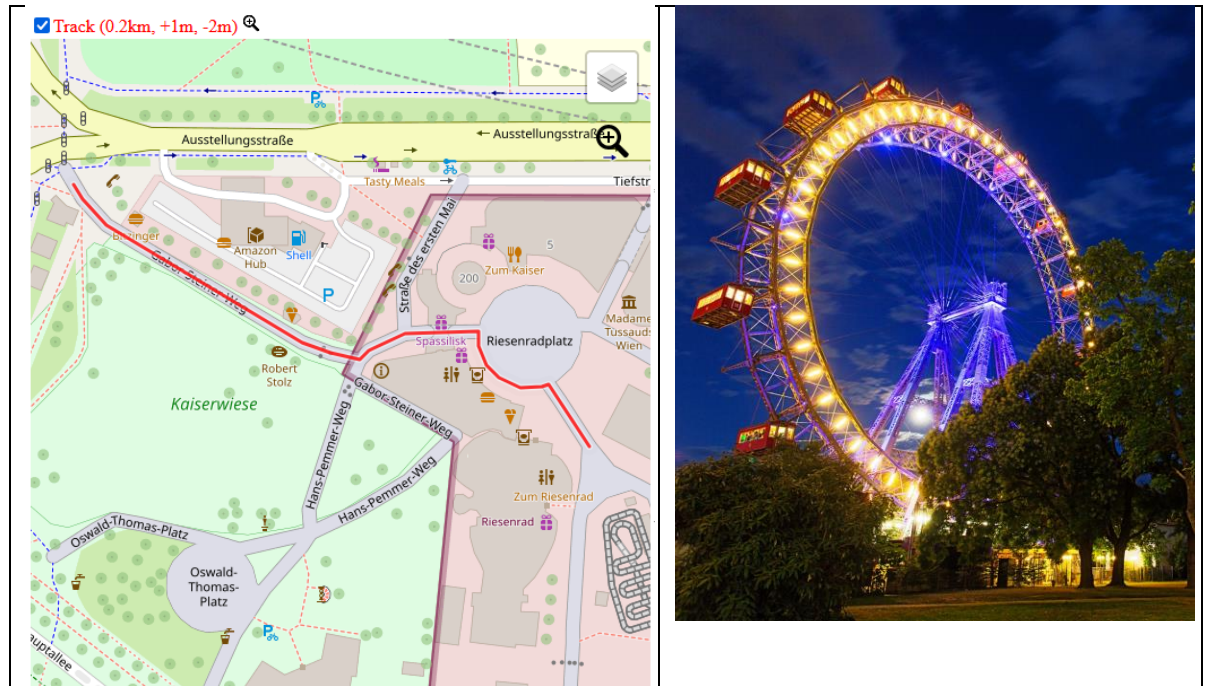 Track (0.2km, +1m, -2m)
Ausstellungsstraße
Ausstellungsstraße
Tasty Meals
Tiefstr
Bitzinger
Amazon
Hub
Shell
Gabor-Steiner-Weg
Straße des ersten Mai
5
Zum Kaiser
200
P
Madame
Tussauds
Wien
Spassilisk
Riesenradplatz
Robert
Stolz
Kaiserwiese
Gabor-Steiner-Weg
Hans-Pemmer-Weg
Hans-Pemmer-Weg
Zum Riesenrad
Riesenrad
Oswald-Thomas-Platz
Oswald-
Thomas-
Platz
P
uptallee